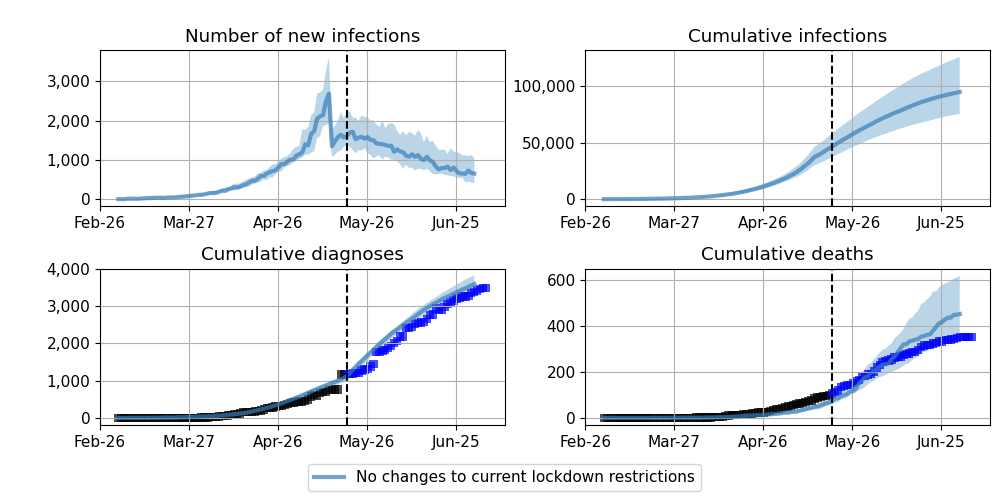 Number of new infections
3,000
2,000
1,000
0
Feb-26 Mar-27 Apr-26 May-26 Jun-25
Cumulative infections
100,000
50,000
0
Feb-26 Mar-27 Apr-26 May-26 Jun-25
Cumulative diagnoses
4,000
3,000
2,000
1,000
0
Feb-26 Mar-27 Apr-26 May-26 Jun-25
Cumulative deaths
600
400
200
0
Feb-26 Mar-27 Apr-26 May-26 Jun-25
No changes to current lockdown restrictions